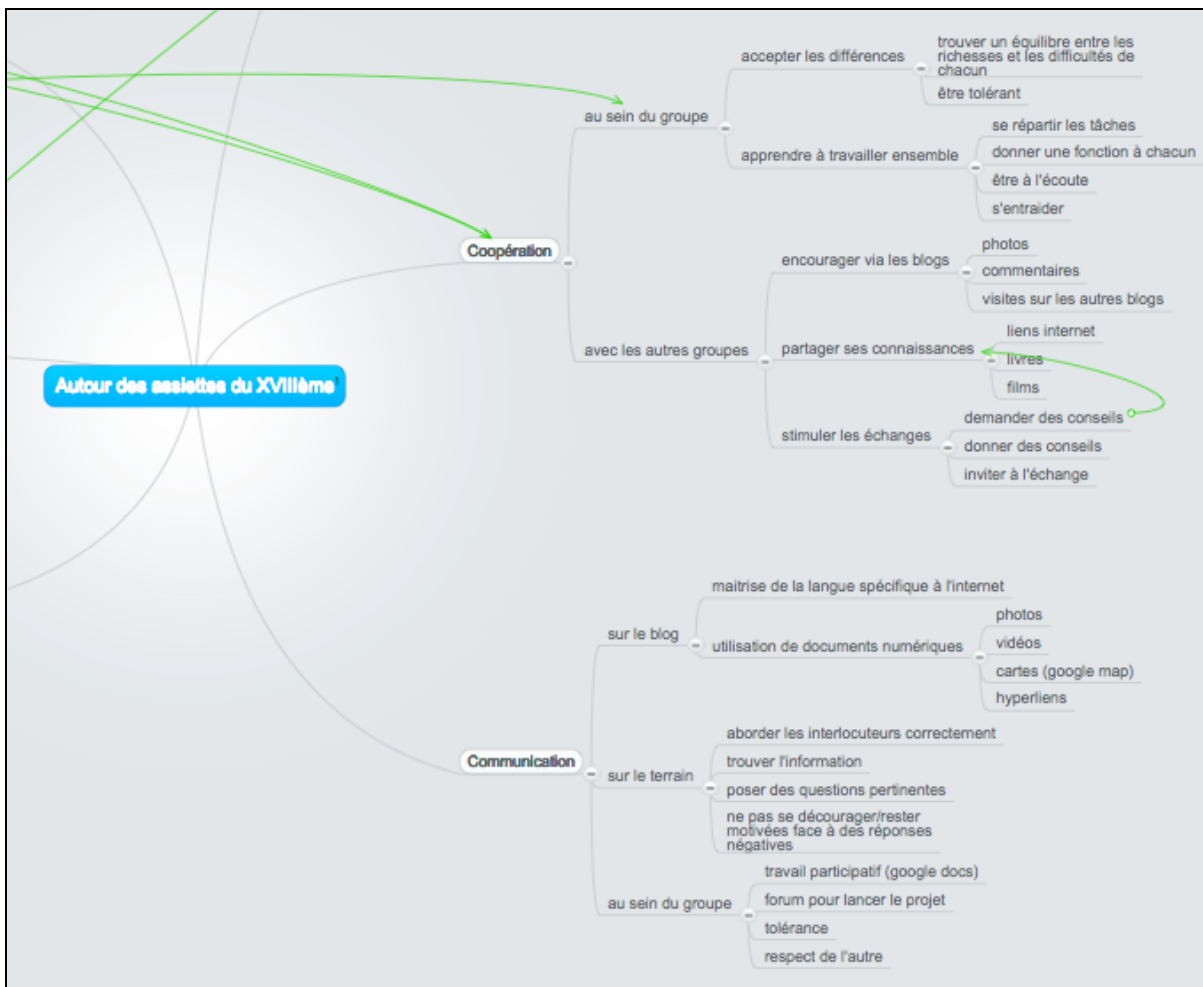 accepter les différences
trouver un équilibre entre les
richesses et les difficultés de
chacun
être tolérant
au sein du groupe
apprendre à travailler ensemble
se répartir les tâches
donner une fonction à chacun
être à l'écoute
s'entraider
Coopération
avec les autres groupes
encourager via les blogs
photos
commentaires
visites sur les autres blogs
partager ses connaissances
liens internet
livres
films
stimuler les échanges
demander des conseils
donner des conseils
inviter à l'échange
Autour des assiettes du XVIIIème
Communication
sur le blog
maitrise de la langue spécifique à l'internet
utilisation de documents numériques
photos
vidéos
cartes (google map)
hyperliens
sur le terrain
aborder les interlocuteurs correctement
trouver l'information
poser des questions pertinentes
ne pas se décourager/rester
motivées face à des réponses
négatives
au sein du groupe
travail participatif (google docs)
forum pour lancer le projet
tolérance
respect de l'autre